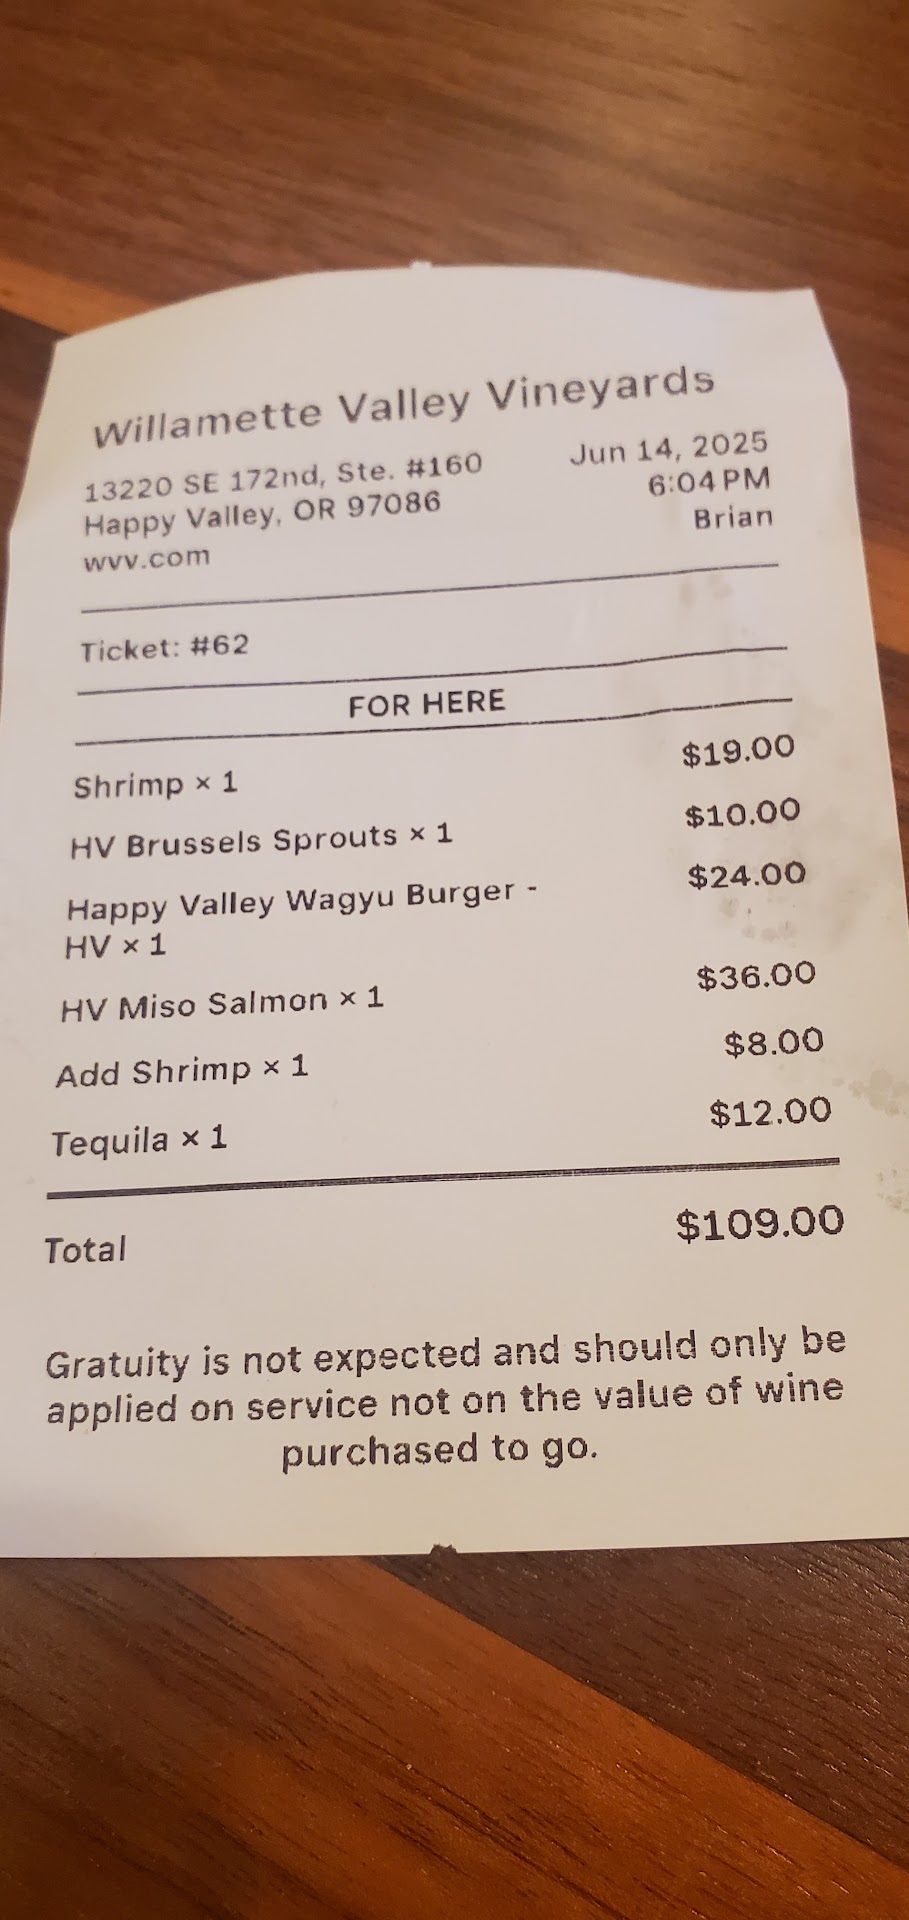 Willamette Valley Vineyards
13220 SE 172nd, Ste. #160
Happy Valley, OR 97086
wvv.com
Jun 14, 2025
6:04 PM
Brian
Ticket: #62
FOR HERE
Shrimp × 1 $19.00
HV Brussels Sprouts × 1 $10.00
Happy Valley Wagyu Burger - $24.00
HV × 1
HV Miso Salmon × 1 $36.00
Add Shrimp × 1 $8.00
Tequila × 1 $12.00
Total $109.00
Gratuity is not expected and should only be
applied on service not on the value of wine
purchased to go.